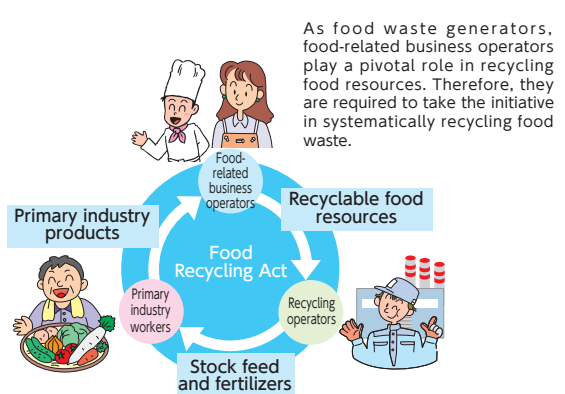 As food waste generators,
food-related business operators
play a pivotal role in recycling
food resources. Therefore, they
are required to take the initiative
in systematically recycling food
waste.
Food-
related
business
operators
Recyclable food
resources
Primary industry
products
Food
Recycling Act
Primary
industry
workers
Recycling
operators
Stock feed
and fertilizers